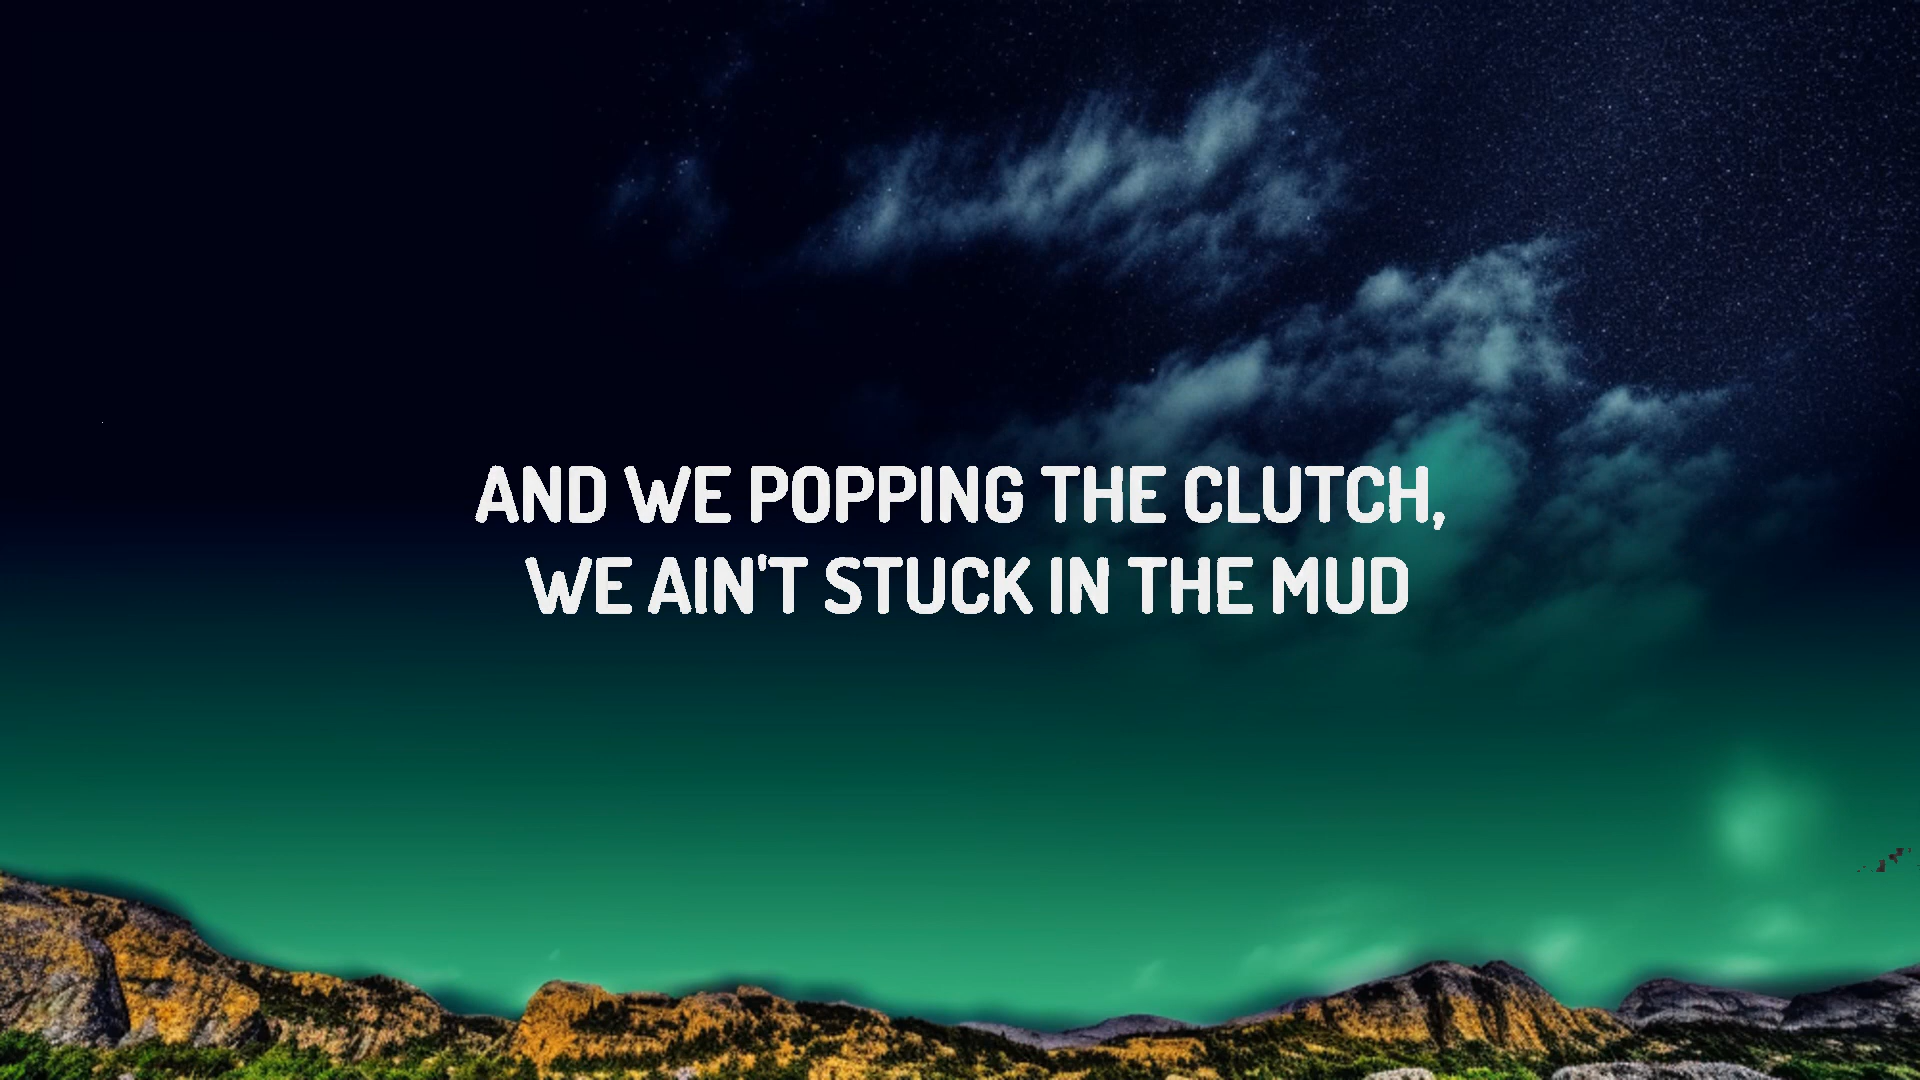 AND WE POPPING THE CLUTCH,
WE AIN'T STUCK IN THE MUD